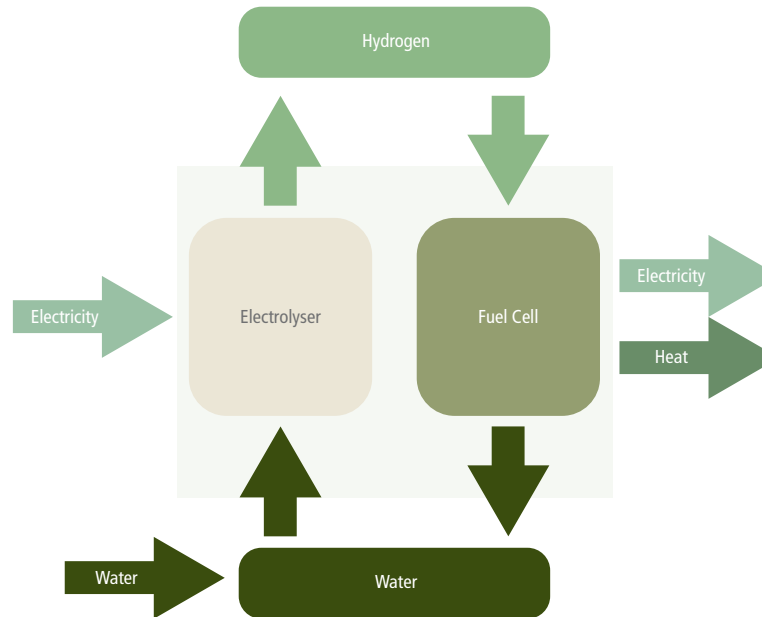 Hydrogen
Electricity
Electrolyser
Fuel Cell
Electricity
Heat
Water
Water